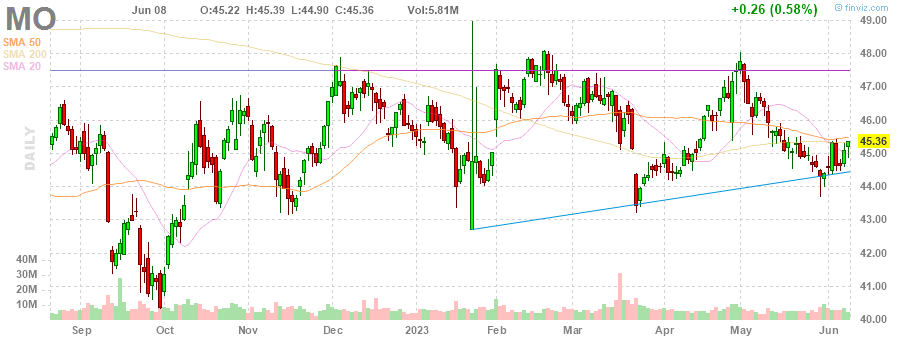 MO Jun 08 O:45.22 H:45.39 L:44.90 C:45.36 Vol:5.81M +0.26 (0.58%) © finviz.com
SMA 50
SMA 200
SMA 20
DAILY
49.00
48.00
47.00
46.00
45.36
45.00
44.00
43.00
42.00
41.00
40.00
40M
30M
20M
10M
Sep Oct Nov Dec 2023 Feb Mar Apr May Jun